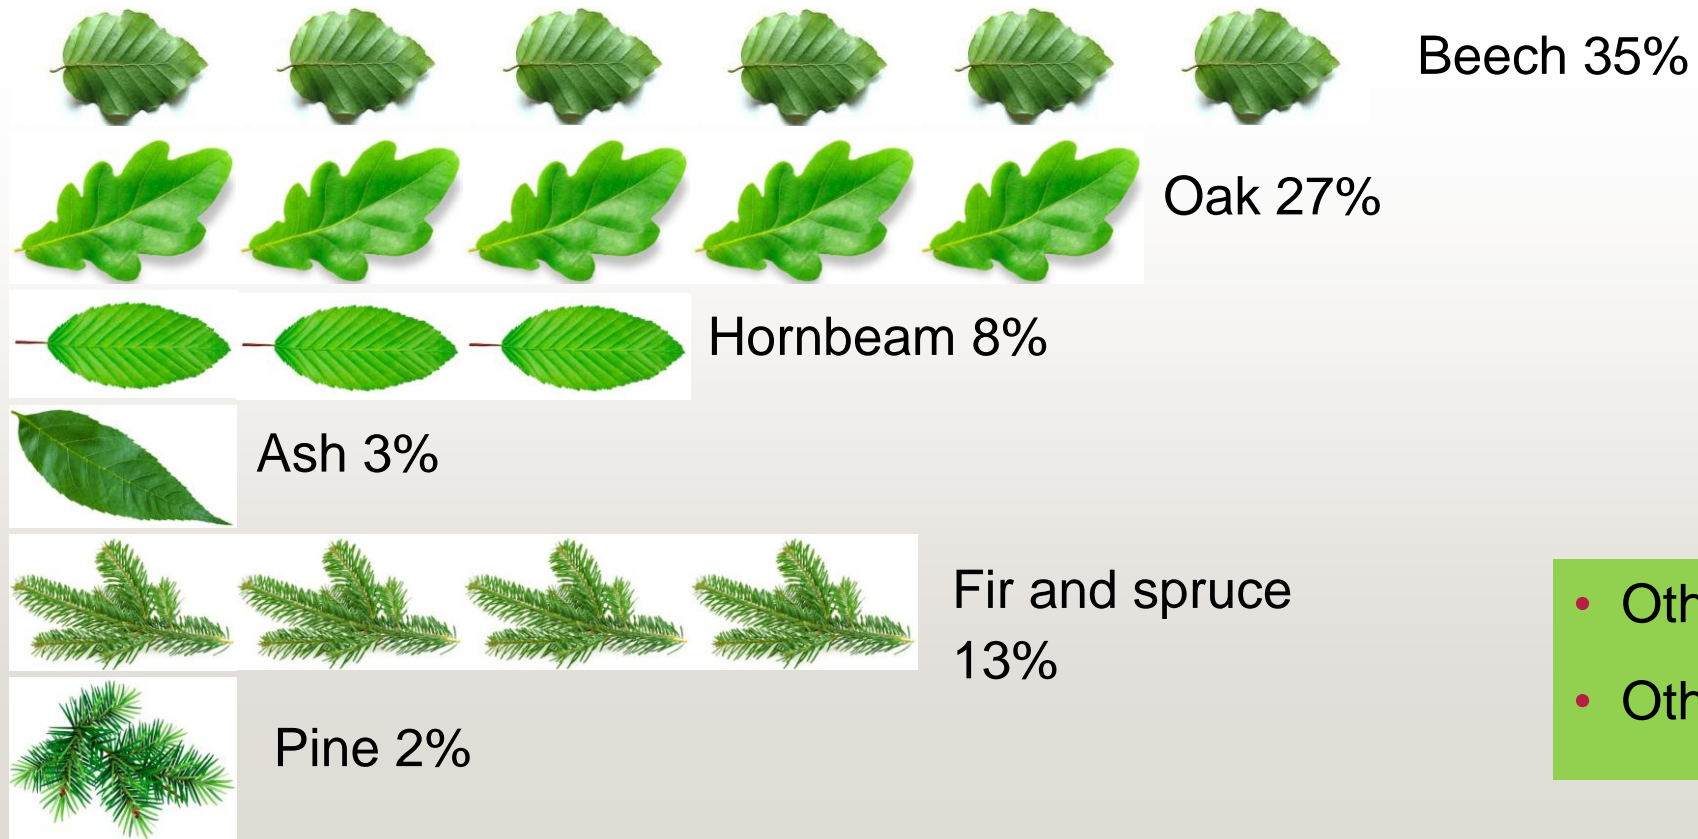 Beech 35%
Oak 27%
Hornbeam 8%
Ash 3%
Fir and spruce
13%
Pine 2%